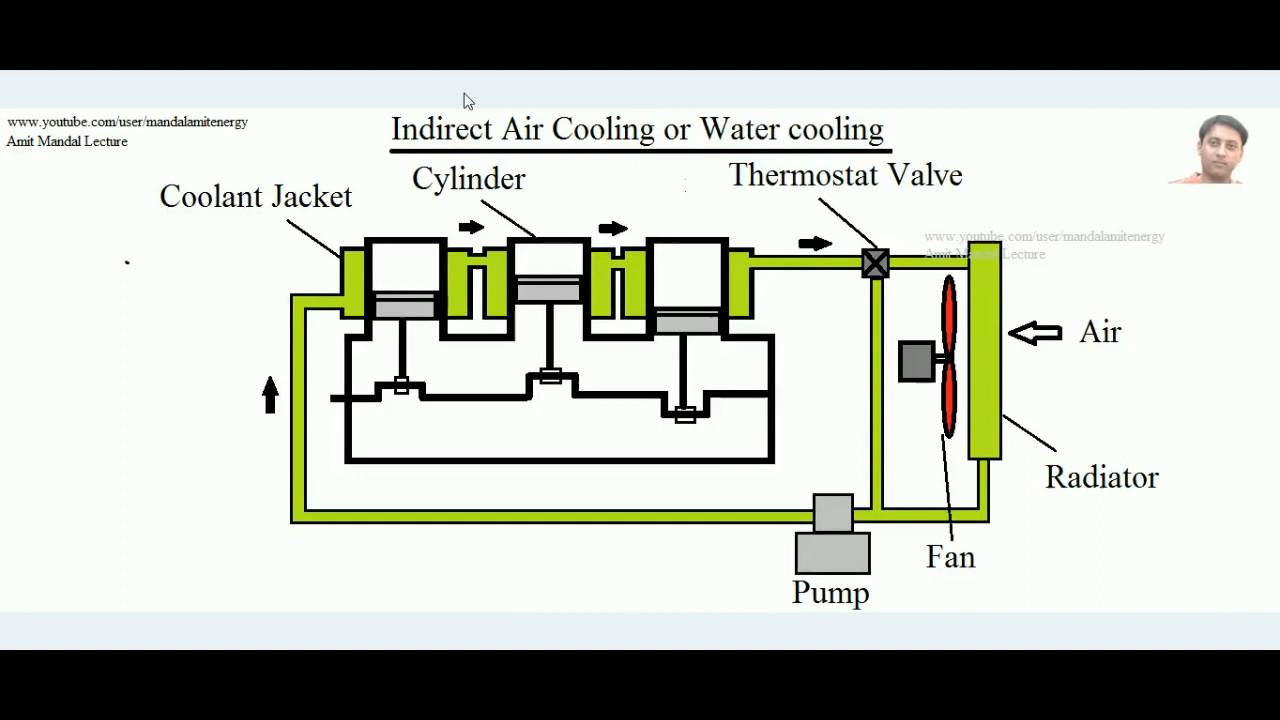 www.youtube.com/user/mandalamitenergy
Amit Mandal Lecture
Indirect Air Cooling or Water cooling
Coolant Jacket
Cylinder
Thermostat Valve
www.youtube.com/user/mandalamitenergy
Amit Mandal Lecture
Air
Radiator
Fan
Pump